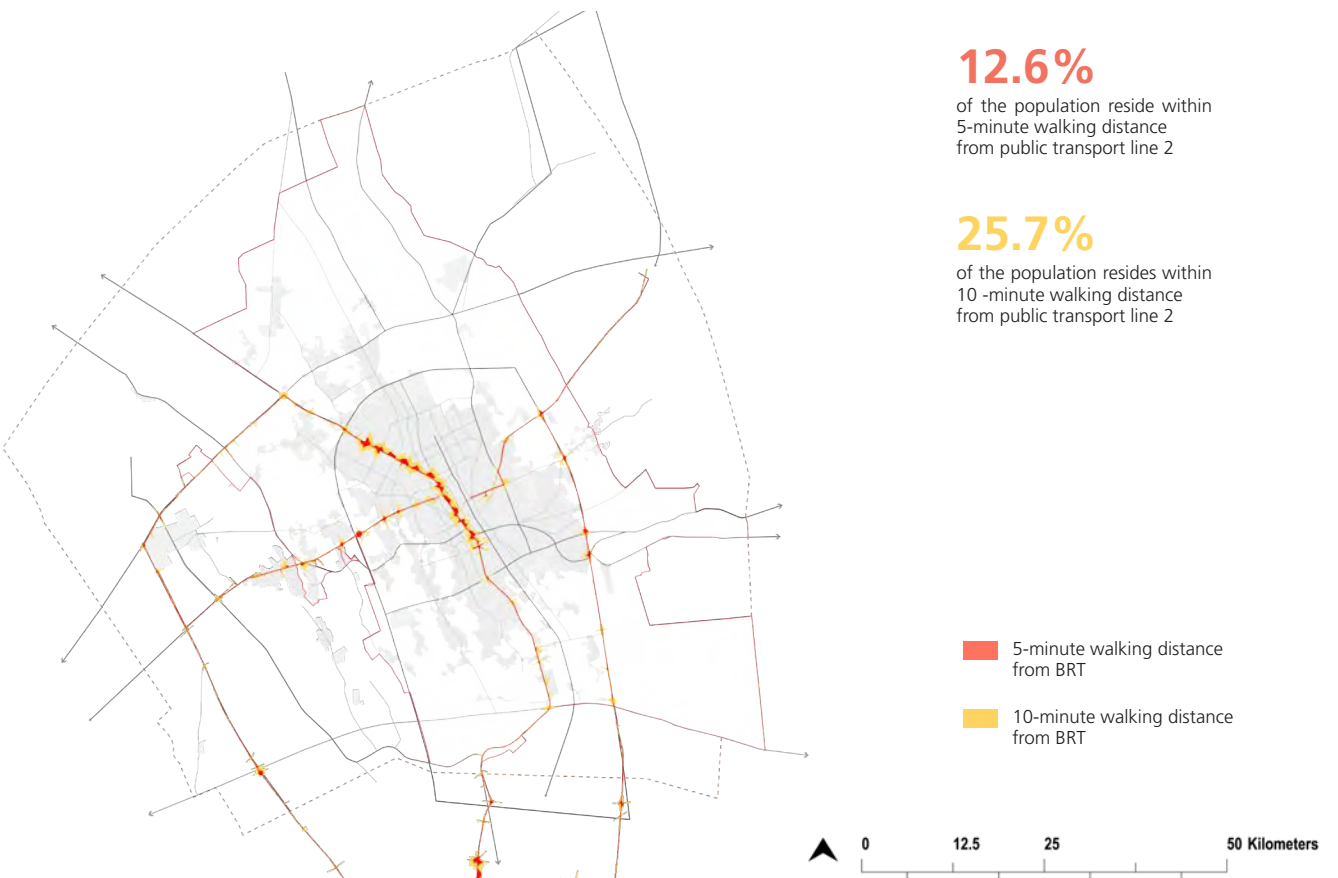 12.6%
of the population reside within
5-minute walking distance
from public transport line 2
25.7%
of the population resides within
10 -minute walking distance
from public transport line 2
5-minute walking distance
from BRT
10-minute walking distance
from BRT
0 12.5 25 50 Kilometers